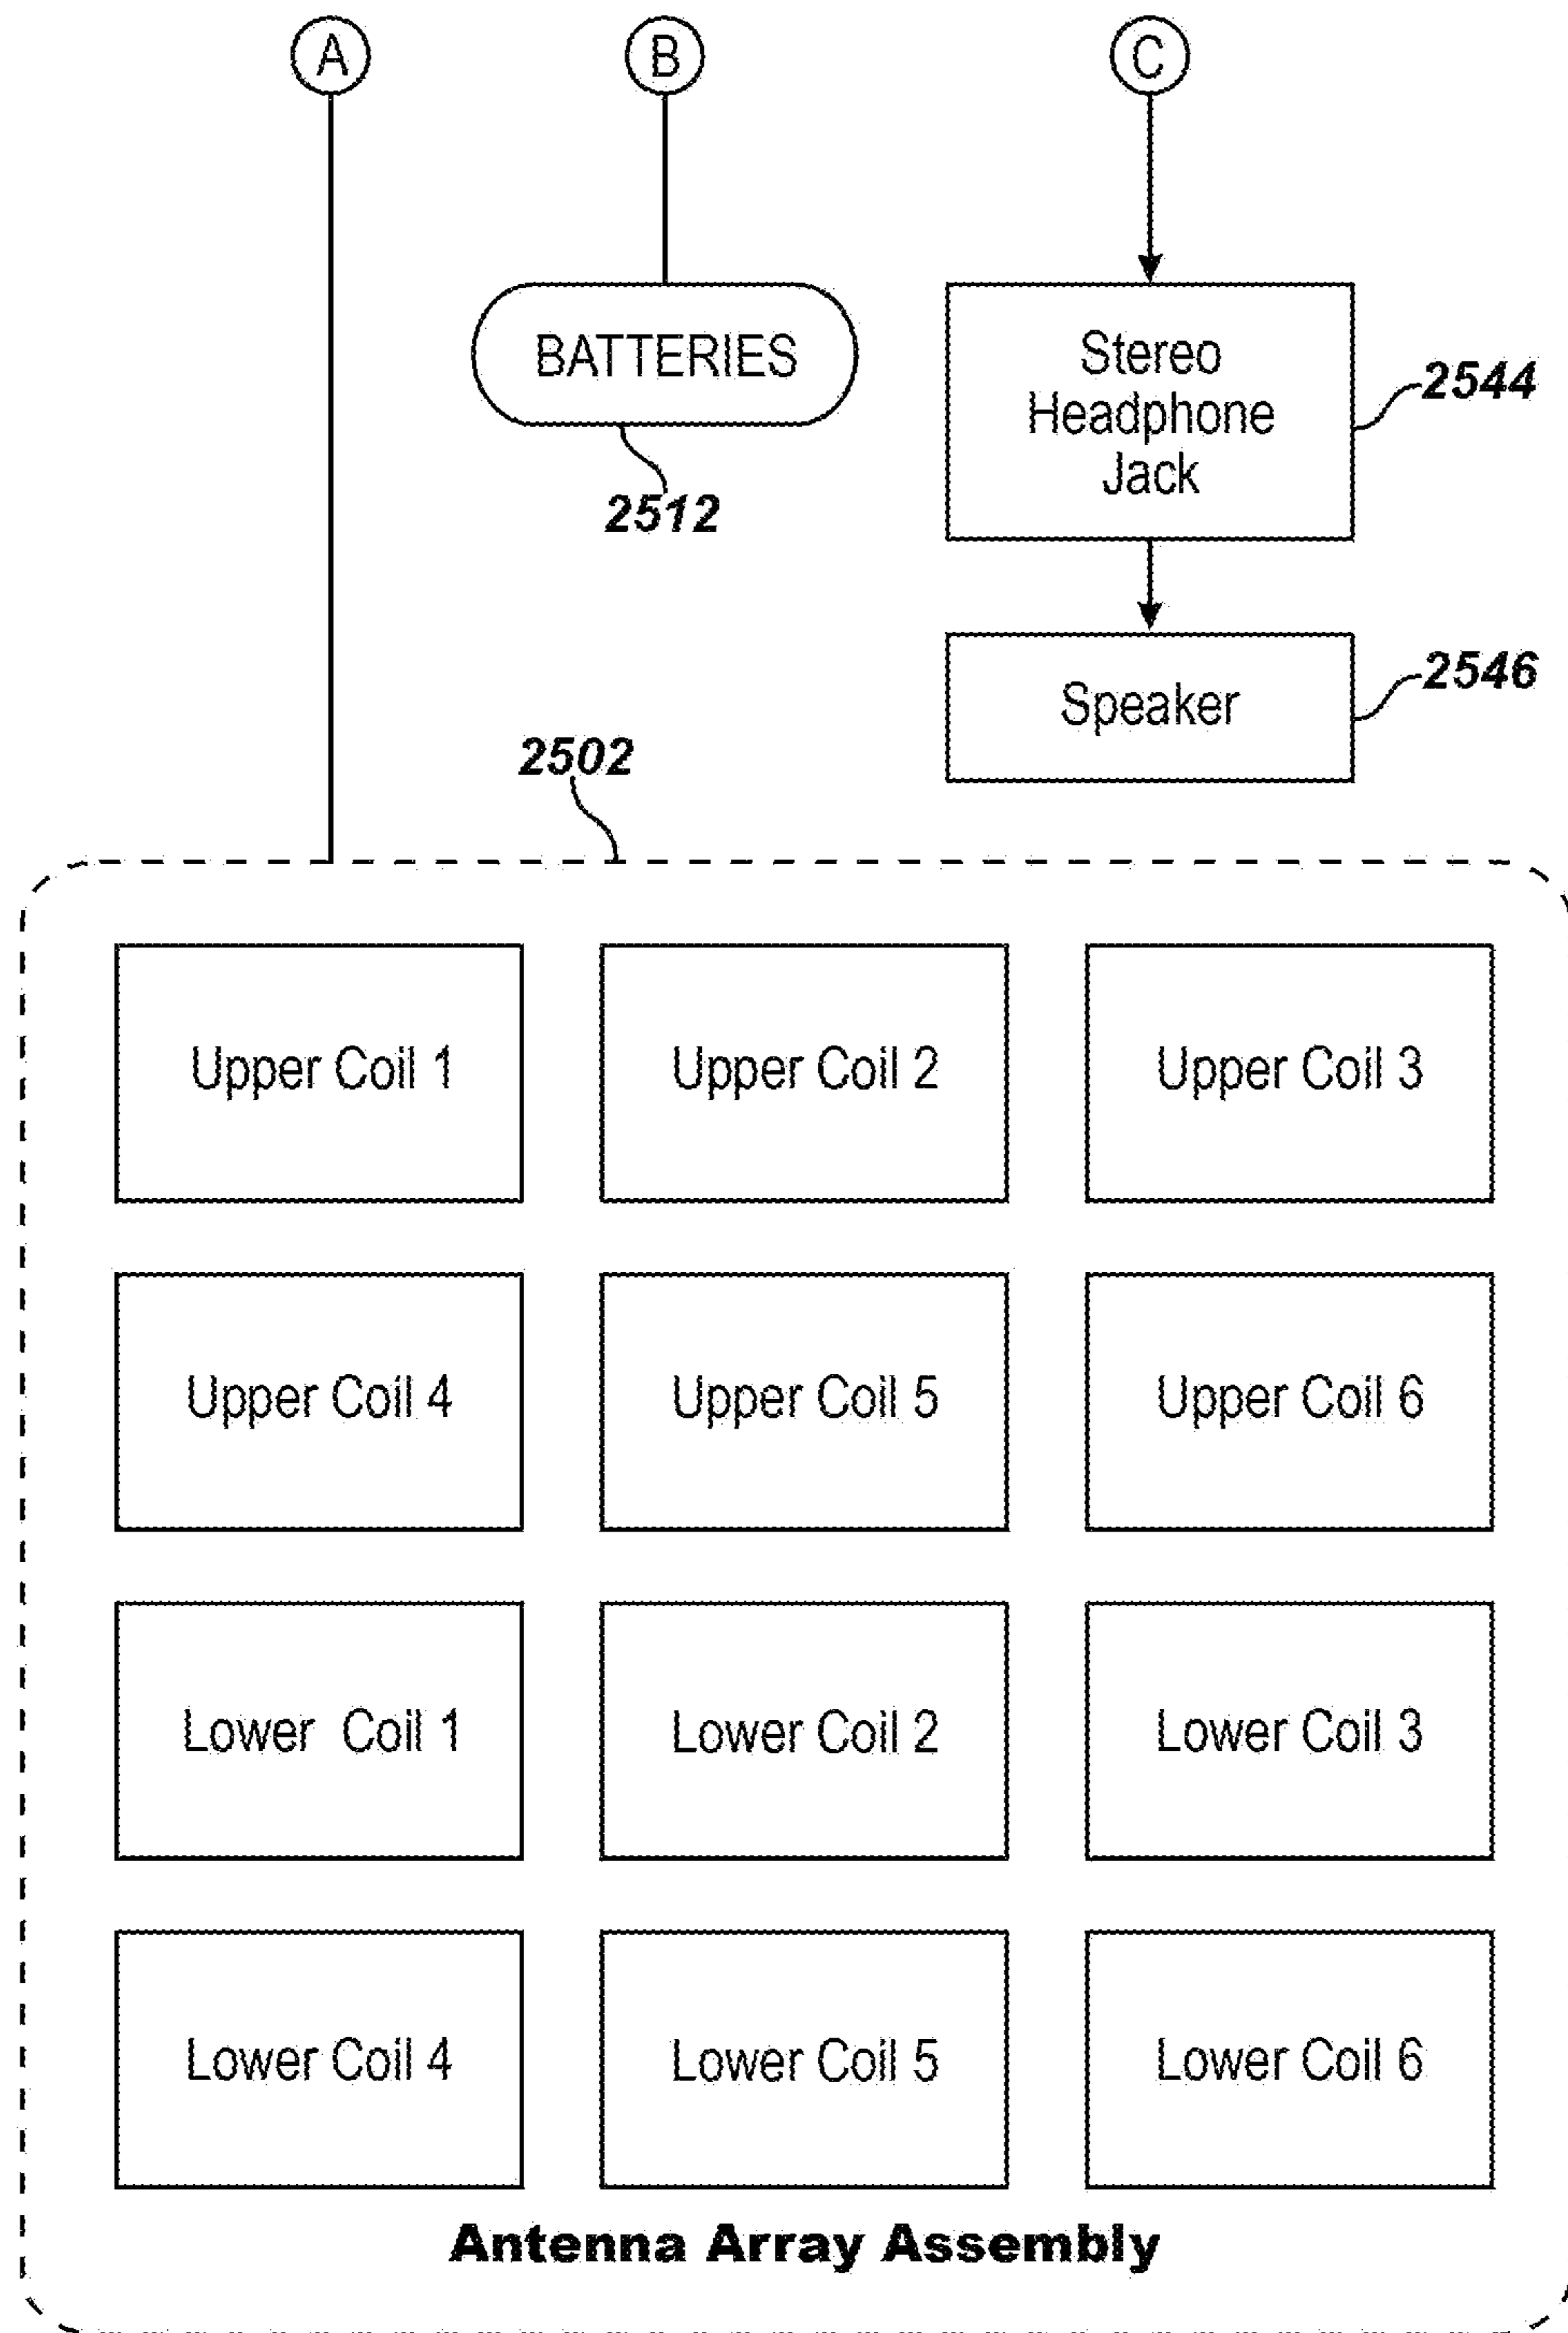 A
B
C
BATTERIES
2512
Stereo
Headphone
Jack
2544
Speaker
2546
2502
Upper Coil 1
Upper Coil 2
Upper Coil 3
Upper Coil 4
Upper Coil 5
Upper Coil 6
Lower Coil 1
Lower Coil 2
Lower Coil 3
Lower Coil 4
Lower Coil 5
Lower Coil 6
Antenna Array Assembly